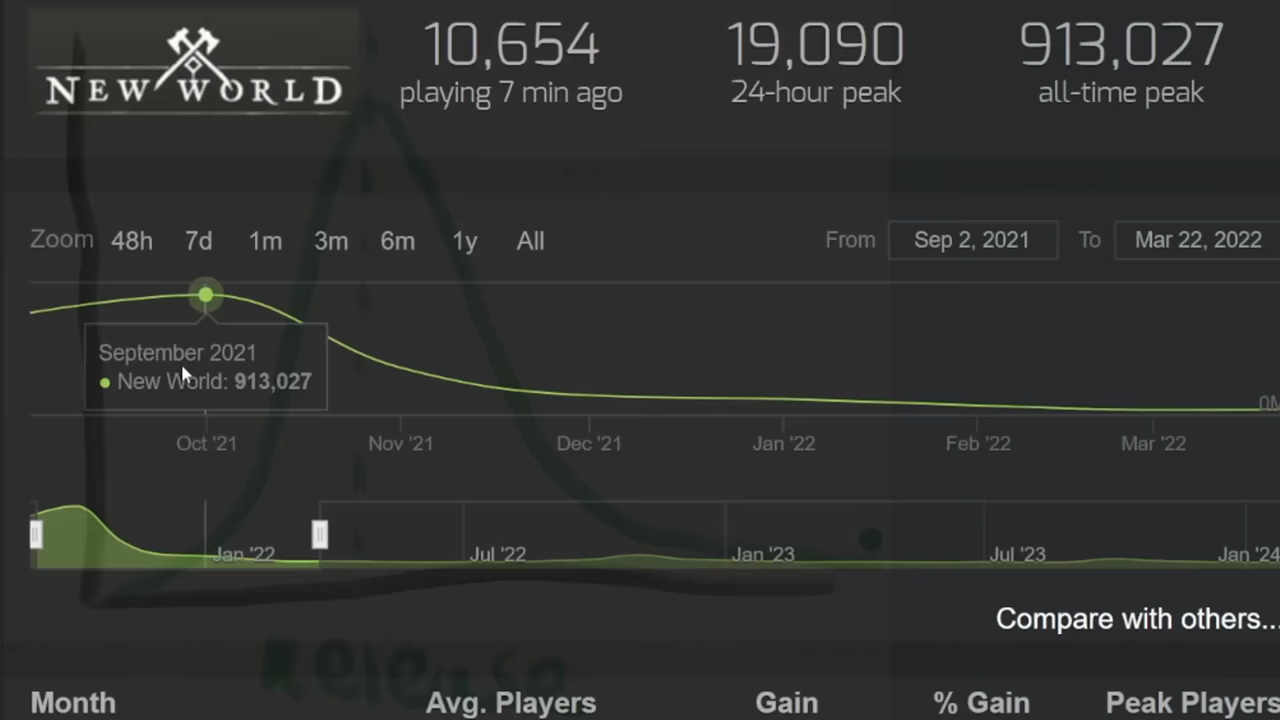 NEW WORLD
10,654
playing 7 min ago
19,090
24-hour peak
913,027
all-time peak
Zoom 48h 7d 1m 3m 6m 1y All
From Sep 2, 2021 To Mar 22, 2022
September 2021
New World: 913,027
0M
Oct '21 Nov '21 Dec '21 Jan '22 Feb '22 Mar '22
Jan '22 Jul '22 Jan '23 Jul '23 Jan '24
Compare with others...
Release
Month Avg. Players Gain % Gain Peak Players